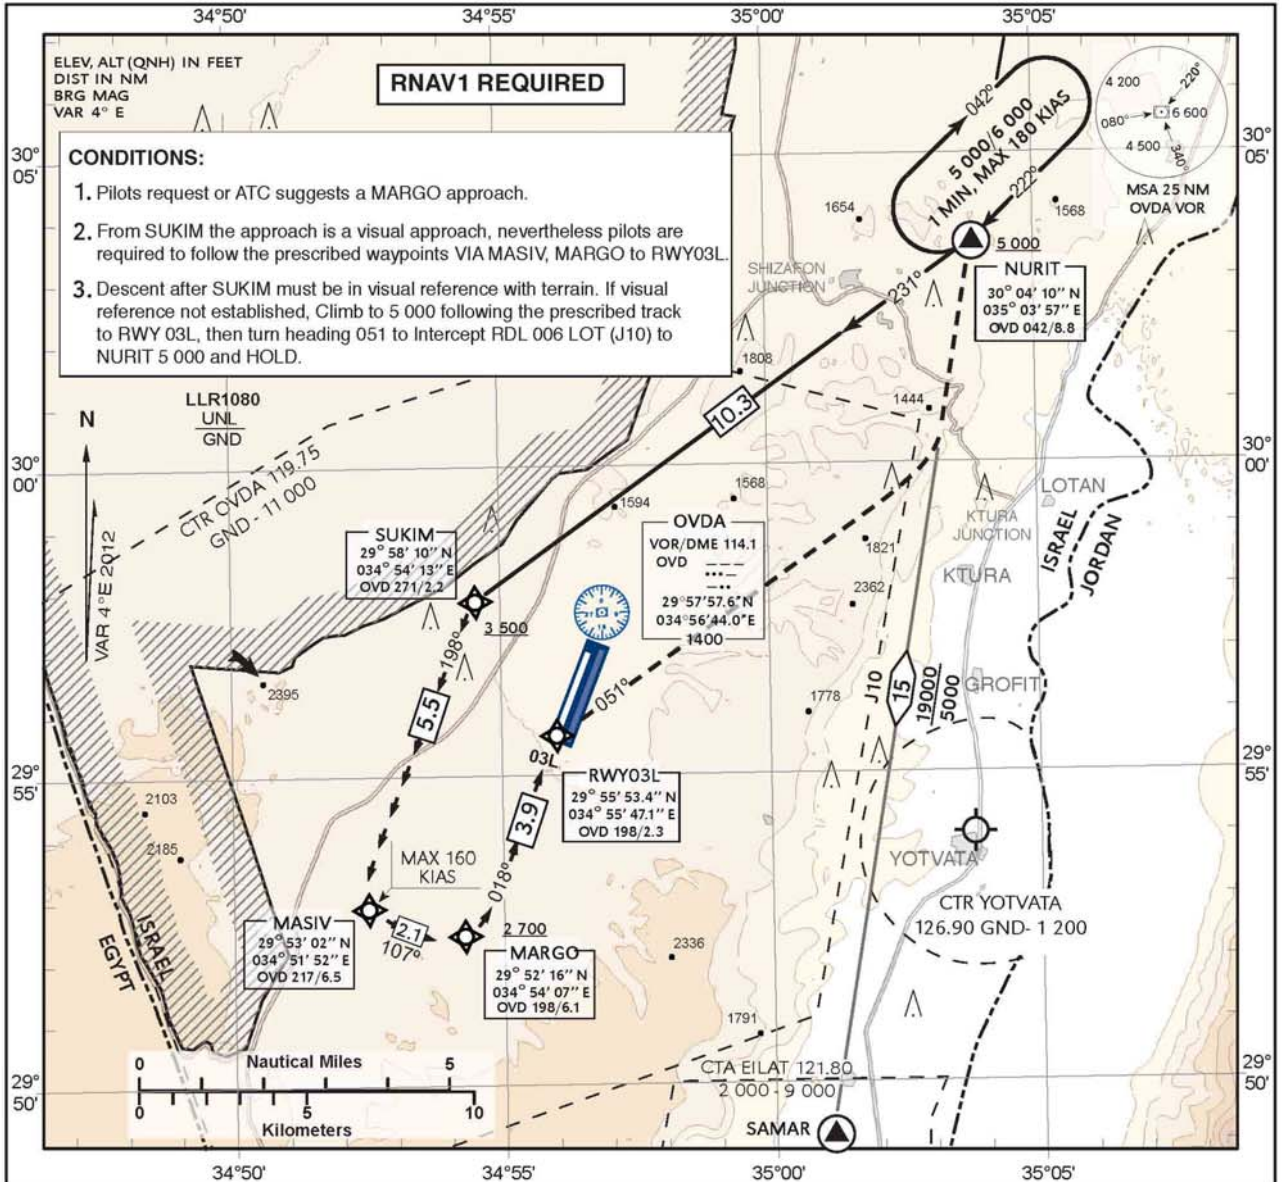 34°50'
34°55'
35°00'
35°05'
ELEV, ALT (QNH) IN FEET
DIST IN NM
BRG MAG
VAR 4° E
RNAV1 REQUIRED
CONDITIONS:
1. Pilots request or ATC suggests a MARGO approach.
2. From SUKIM the approach is a visual approach, nevertheless pilots are
required to follow the prescribed waypoints VIA MASIV, MARGO to RWY03L.
3. Descent after SUKIM must be in visual reference with terrain. If visual
reference not established, Climb to 5 000 following the prescribed track
to RWY 03L, then turn heading 051 to Intercept RDL 006 LOT (J10) to
NURIT 5 000 and HOLD.
30°
05'
30°
05'
042°
5 000/6 000
1 MIN, MAX 180 KIAS
222°
4 200
220°
080°
6 600
4 500
340°
MSA 25 NM
OVDA VOR
1654
1568
5 000
NURIT
30° 04' 10'' N
035° 03' 57'' E
OVD 042/8.8
SHIZAFON
JUNCTION
231°
1808
1444
10.3
LLR1080
UNL
GND
N
VAR 4°E 2012
CTR OVDA 119.75
GND - 11 000
30°
00'
30°
00'
1594
1568
LOTAN
KTURA
JUNCTION
ISRAEL
JORDAN
SUKIM
29° 58' 10'' N
034° 54' 13'' E
OVD 271/2.2
3 500
OVDA
VOR/DME 114.1
OVD
29°57'57.6"N
034°56'44.0"E
1400
1821
2362
KTURA
198°
5.5
2395
051°
1778
J10
15
19000
5000
GROFIT
03L
RWY03L
29° 55' 53.4'' N
034° 55' 47.1'' E
OVD 198/2.3
29°
55'
29°
55'
2103
2185
3.9
018°
MAX 160
KIAS
YOTVATA
CTR YOTVATA
126.90 GND- 1 200
MASIV
29° 53' 02'' N
034° 51' 52'' E
OVD 217/6.5
2.1
107°
2 700
MARGO
29° 52' 16'' N
034° 54' 07'' E
OVD 198/6.1
2336
1791
ISRAEL
EGYPT
0 Nautical Miles 5
0 5 10
Kilometers
CTA EILAT 121.80
2 000 - 9 000
SAMAR
29°
50'
29°
50'
34°50'
34°55'
35°00'
35°05'